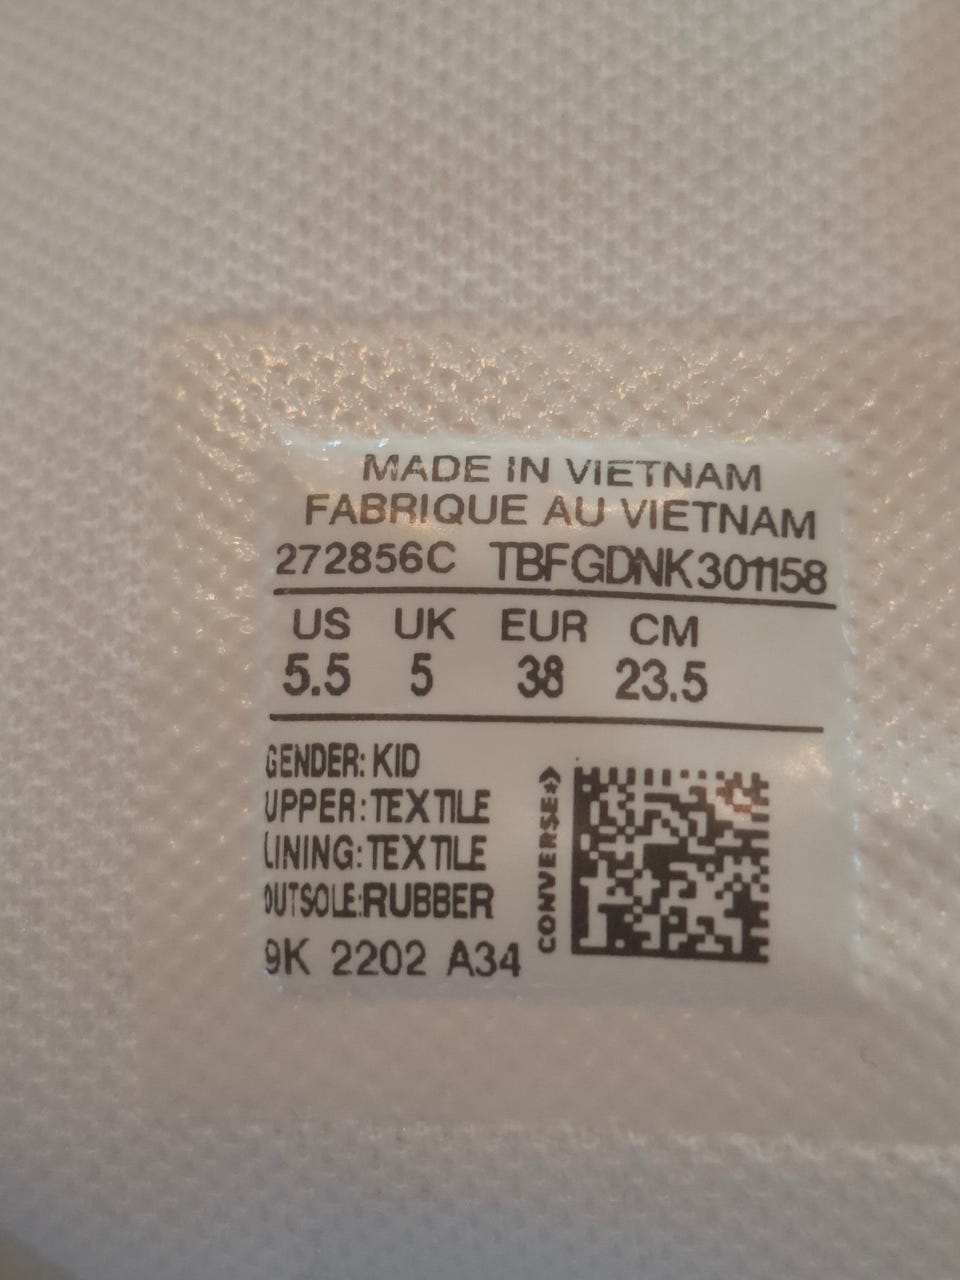 MADE IN VIETNAM
FABRIQUE AU VIETNAM
272856C TBFGDNK301158
US UK EUR CM
5.5 5 38 23.5
GENDER: KID
UPPER: TEXTILE
LINING: TEXTILE
OUTSOLE:RUBBER
9K 2202 A34
CONVERSE